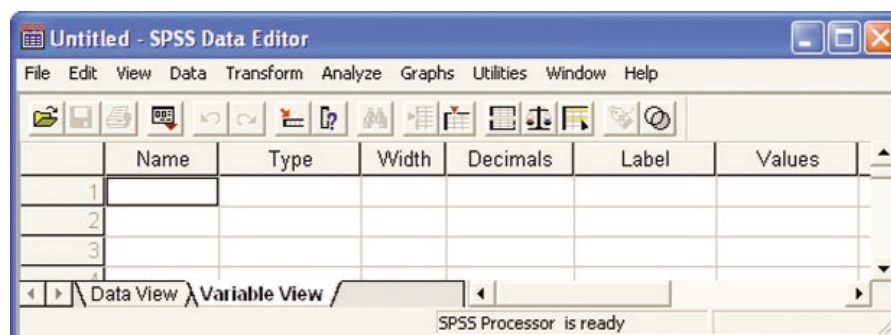 Untitled - SPSS Data Editor
File Edit View Data Transform Analyze Graphs Utilities Window Help
Name Type Width Decimals Label Values
1
2
3
4
Data View Variable View
SPSS Processor is ready